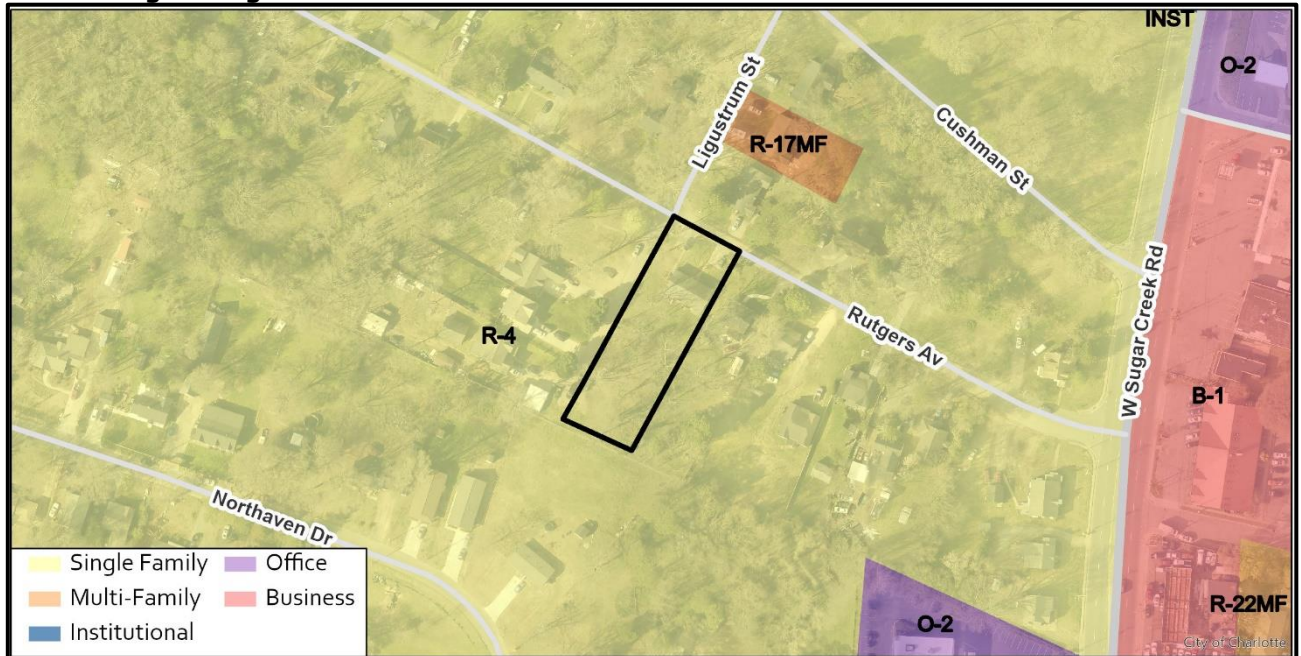 INST
O-2
Ligustrum St
R-17MF
Cushman St
W Sugar Creek Rd
Rutgers Av
R-4
B-1
Northaven Dr
Single Family
Office
Multi-Family
Business
Institutional
O-2
R-22MF
City of Charlotte